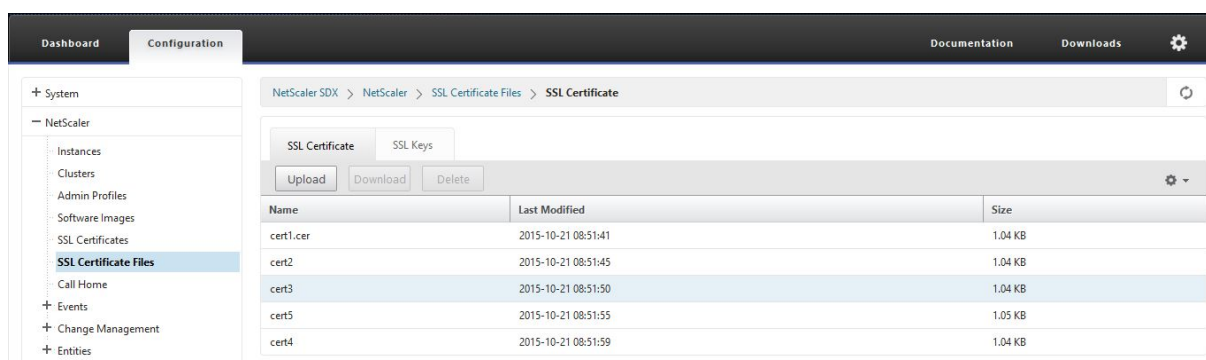 Dashboard Configuration Documentation Downloads
+ System
NetScaler SDX > NetScaler > SSL Certificate Files > SSL Certificate
− NetScaler
Instances
Clusters
Admin Profiles
Software Images
SSL Certificates
SSL Certificate Files
Call Home
+ Events
+ Change Management
+ Entities
SSL Certificate SSL Keys
Upload Download Delete
Name Last Modified Size
cert1.cer 2015-10-21 08:51:41 1.04 KB
cert2 2015-10-21 08:51:45 1.04 KB
cert3 2015-10-21 08:51:50 1.04 KB
cert5 2015-10-21 08:51:55 1.05 KB
cert4 2015-10-21 08:51:59 1.04 KB